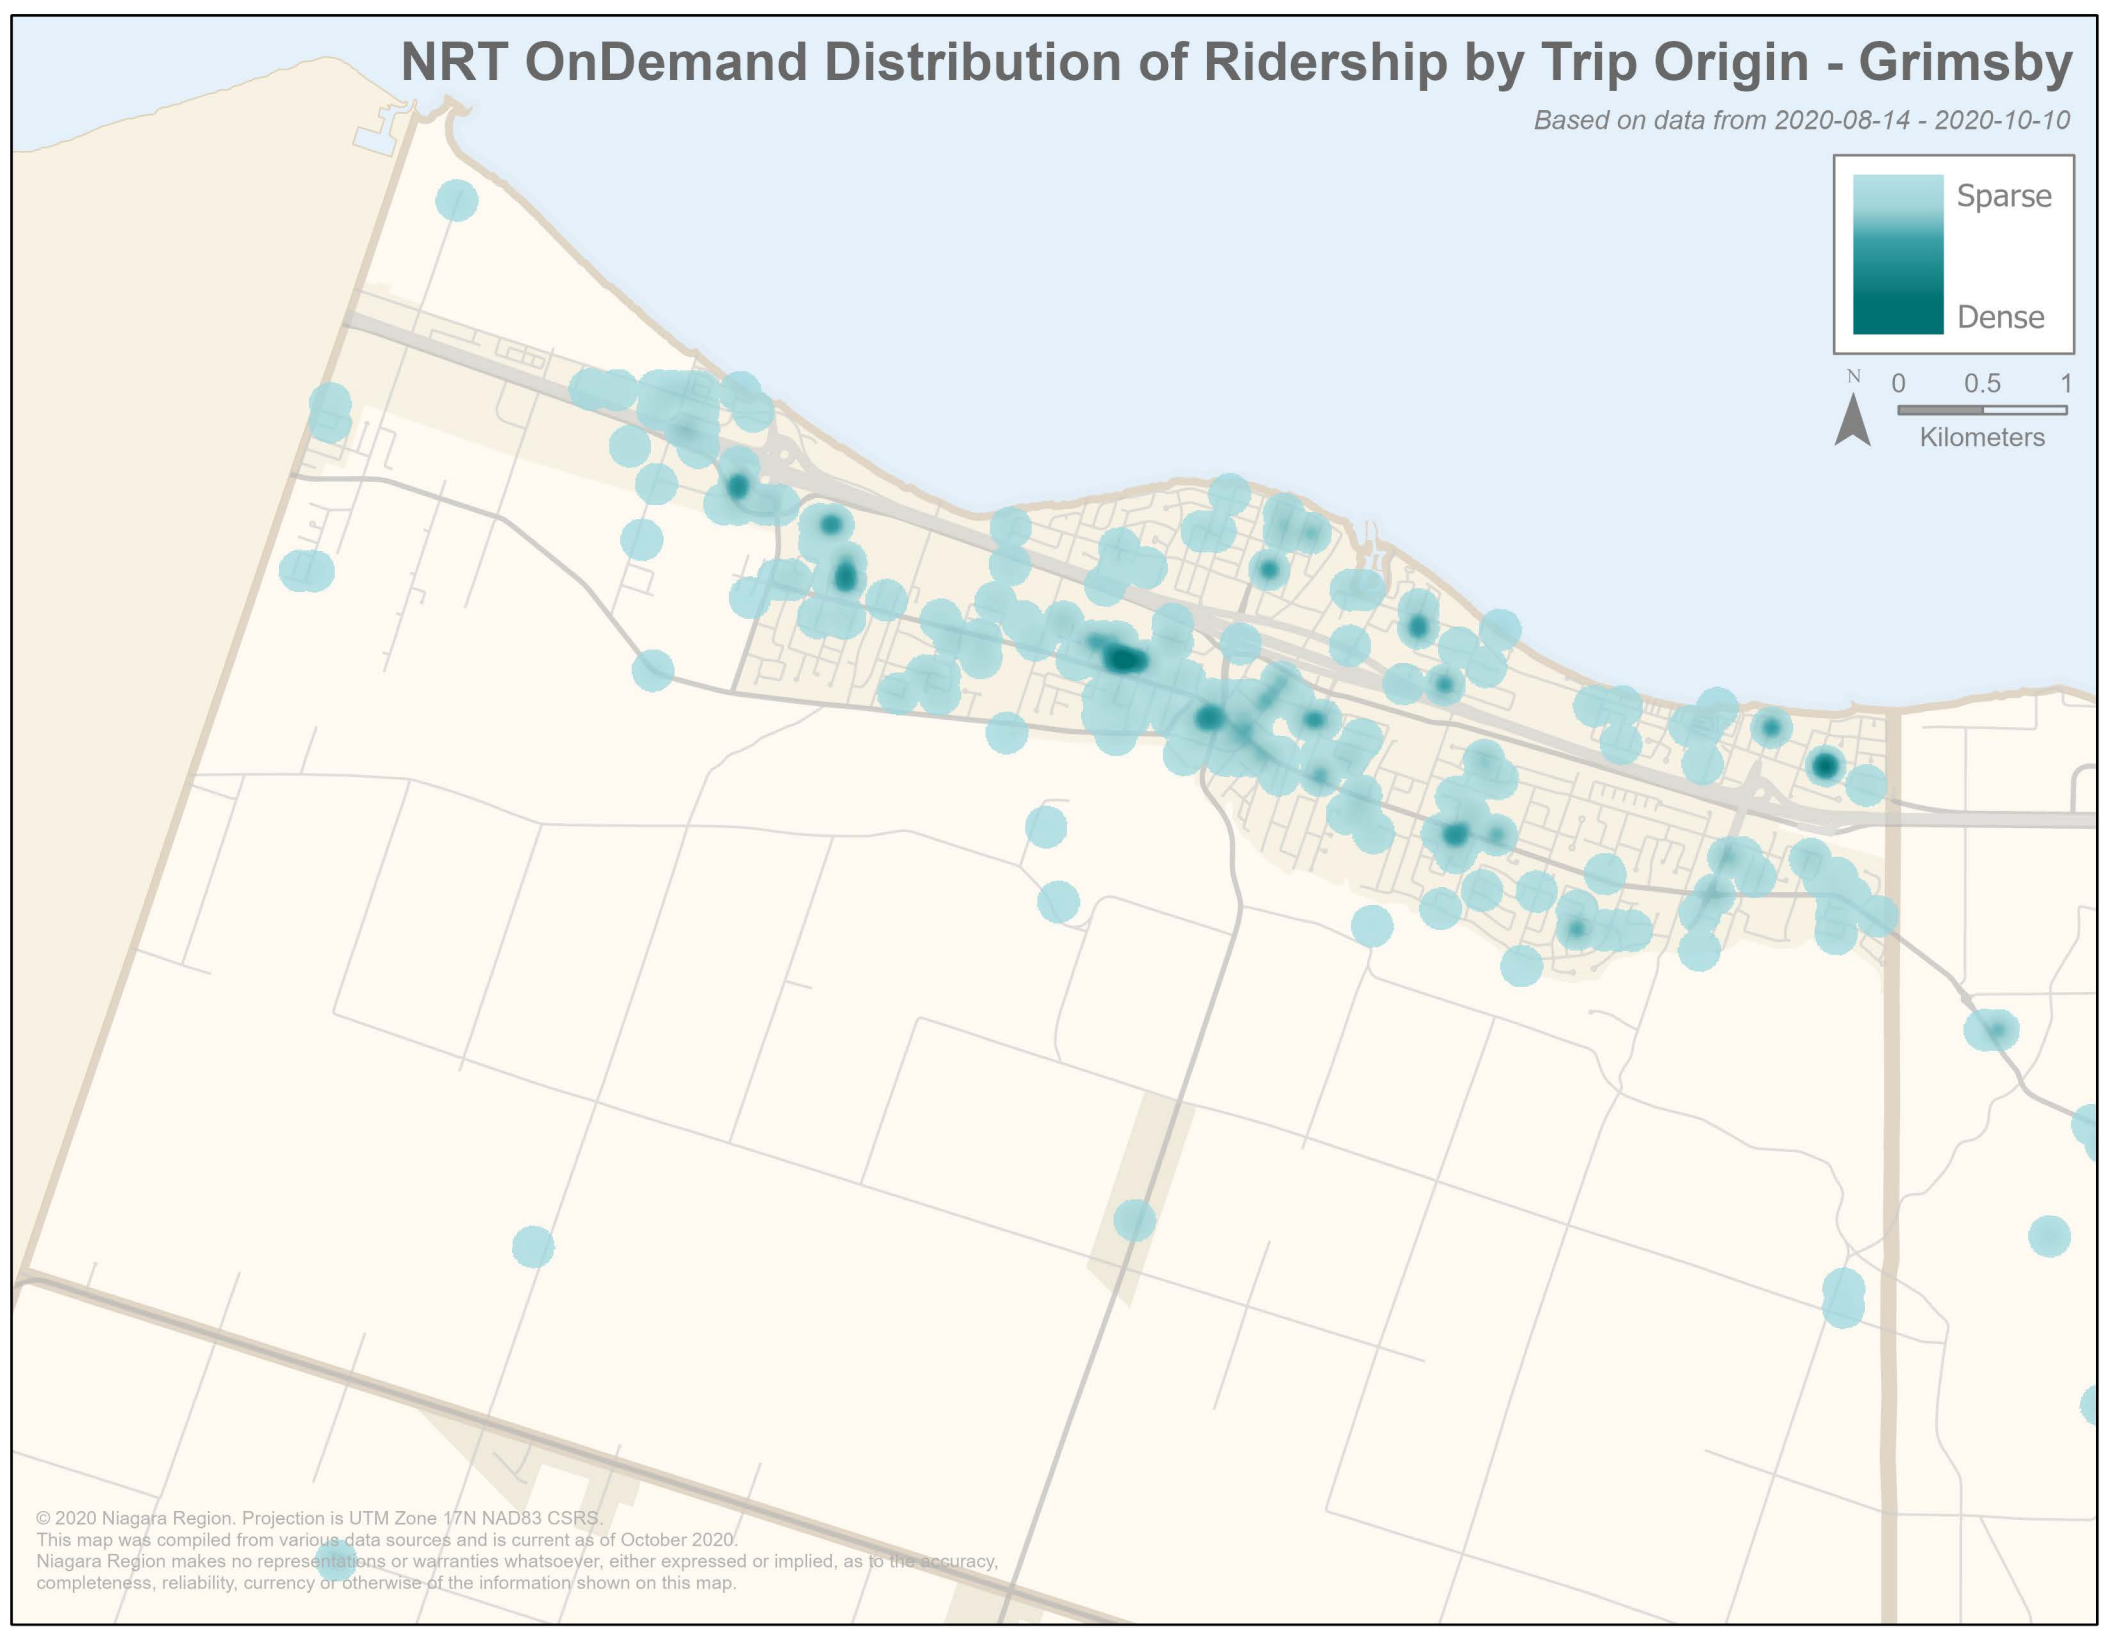 NRT OnDemand Distribution of Ridership by Trip Origin - Grimsby
Based on data from 2020-08-14 - 2020-10-10
Sparse
Dense
N
0 0.5 1
Kilometers
© 2020 Niagara Region. Projection is UTM Zone 17N NAD83 CSRS.
This map was compiled from various data sources and is current as of October 2020.
Niagara Region makes no representations or warranties whatsoever, either expressed or implied, as to the accuracy,
completeness, reliability, currency or otherwise of the information shown on this map.